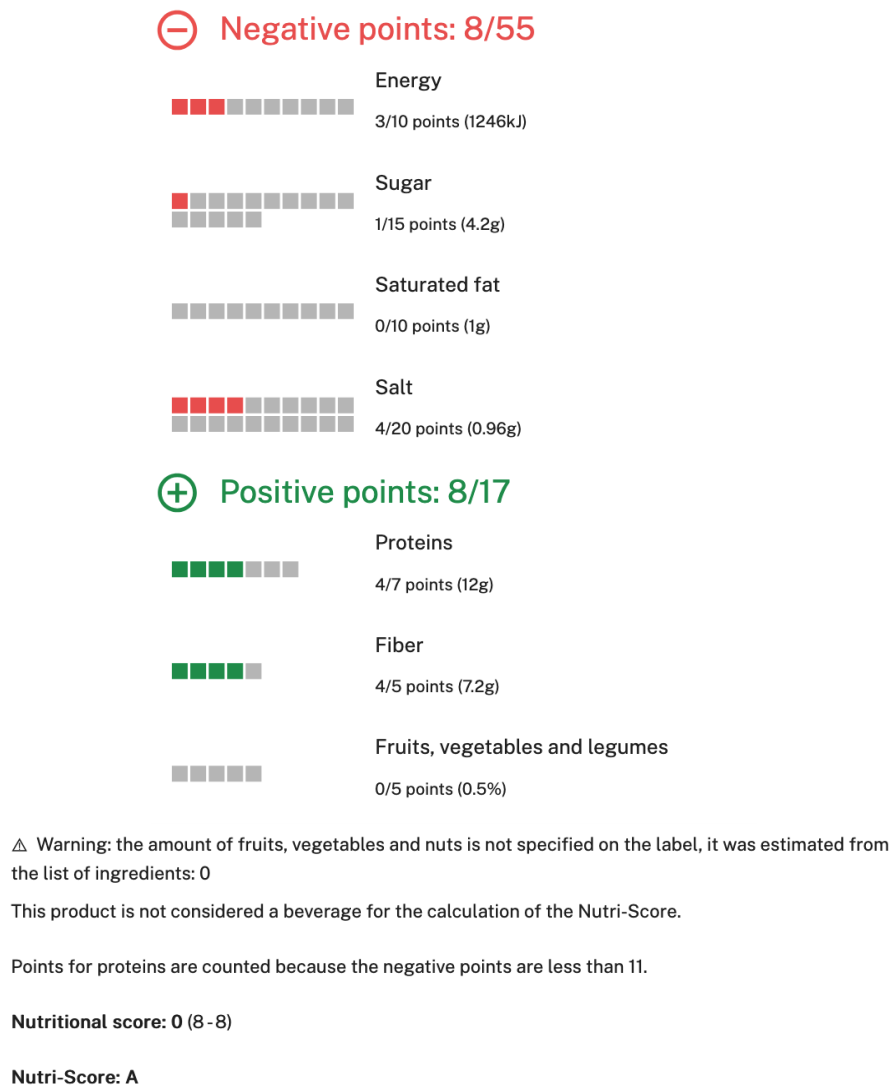 Negative points: 8/55
Energy
3/10 points (1246kJ)
Sugar
1/15 points (4.2g)
Saturated fat
0/10 points (1g)
Salt
4/20 points (0.96g)
Positive points: 8/17
Proteins
4/7 points (12g)
Fiber
4/5 points (7.2g)
Fruits, vegetables and legumes
0/5 points (0.5%)
⚠ Warning: the amount of fruits, vegetables and nuts is not specified on the label, it was estimated from
the list of ingredients: 0
This product is not considered a beverage for the calculation of the Nutri-Score.
Points for proteins are counted because the negative points are less than 11.
Nutritional score: 0 (8 - 8)
Nutri-Score: A